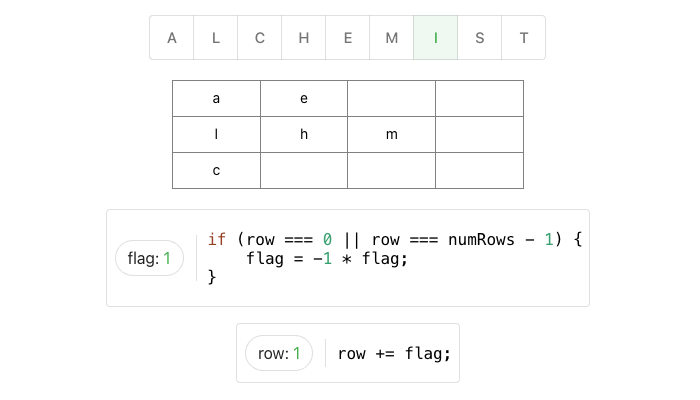 A L C H E M I S T
a e
l h m
c
if (row === 0 || row === numRows - 1) {
flag: 1
flag = -1 * flag;
}
row: 1 row += flag;